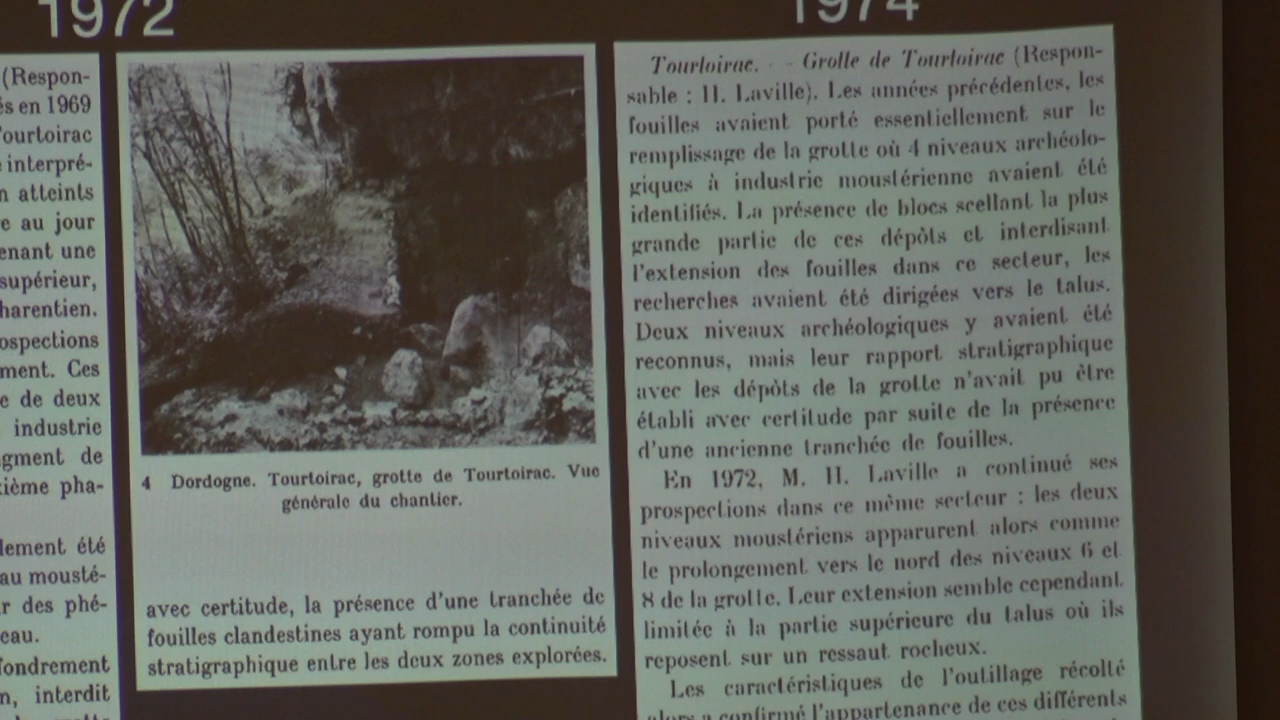 1972
(Respon-
és en 1969
Tourtoirac
interpré-
n atteints
e au jour
enant une
supérieur,
harentien.
ospections
ment. Ces
e de deux
industrie
gment de
ième pha-
lement été
au mousté-
r des phé-
eau.
fondrement
n, interdit
4 Dordogne. Tourtoirac, grotte de Tourtoirac. Vue
générale du chantier.
avec certitude, la présence d'une tranchée de
fouilles clandestines ayant rompu la continuité
stratigraphique entre les deux zones explorées.
1974
Tourtoirac. — Grotte de Tourtoirac (Respon-
sable : H. Laville). Les années précédentes, les
fouilles avaient porté essentiellement sur le
remplissage de la grotte où 4 niveaux archéolo-
giques à industrie moustérienne avaient été
identifiés. La présence de blocs scellant la plus
grande partie de ces dépôts et interdisant
l'extension des fouilles dans ce secteur, les
recherches avaient été dirigées vers le talus.
Deux niveaux archéologiques y avaient été
reconnus, mais leur rapport stratigraphique
avec les dépôts de la grotte n'avait pu être
établi avec certitude par suite de la présence
d'une ancienne tranchée de fouilles.
En 1972, M. H. Laville a continué ses
prospections dans ce même secteur : les deux
niveaux moustériens apparurent alors comme
le prolongement vers le nord des niveaux 6 et
8 de la grotte. Leur extension semble cependant
limitée à la partie supérieure du talus où ils
reposent sur un ressaut rocheux.
Les caractéristiques de l'outillage récolté
alors a confirmé l'appartenance de ces différents